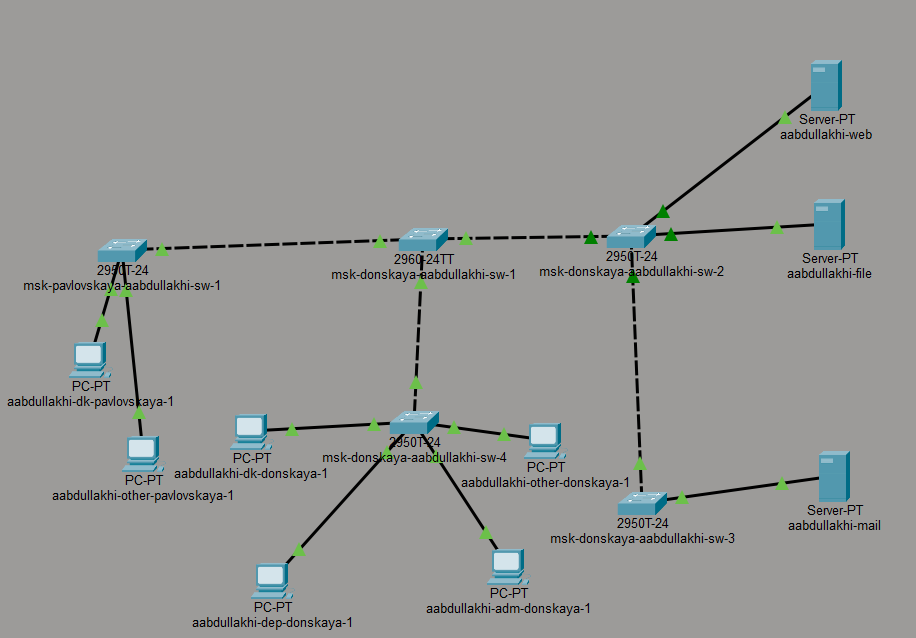 Server-PT
aabdullakhi-web
2950T-24
msk-pavlovskaya-aabdullakhi-sw-1
2960-24TT
msk-donskaya-aabdullakhi-sw-1
2950T-24
msk-donskaya-aabdullakhi-sw-2
Server-PT
aabdullakhi-file
PC-PT
aabdullakhi-dk-pavlovskaya-1
PC-PT
aabdullakhi-other-pavlovskaya-1
PC-PT
aabdullakhi-dk-donskaya-1
2950T-24
msk-donskaya-aabdullakhi-sw-4
PC-PT
aabdullakhi-other-donskaya-1
2950T-24
msk-donskaya-aabdullakhi-sw-3
Server-PT
aabdullakhi-mail
PC-PT
aabdullakhi-dep-donskaya-1
PC-PT
aabdullakhi-adm-donskaya-1